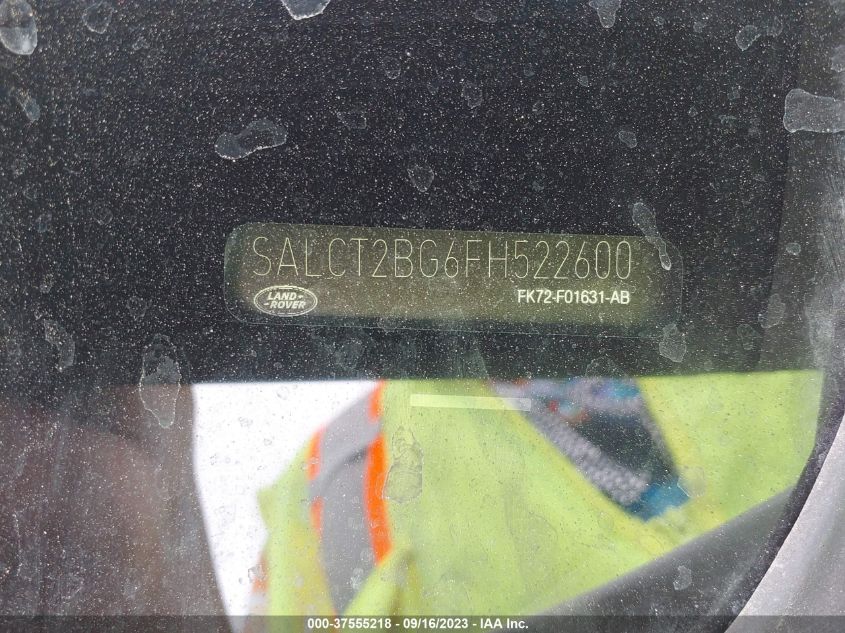 SALCT2BG6FH522600
LAND-
-ROVER
FK72-F01631-AB
000-37555218 - 09/16/2023 - IAA Inc.